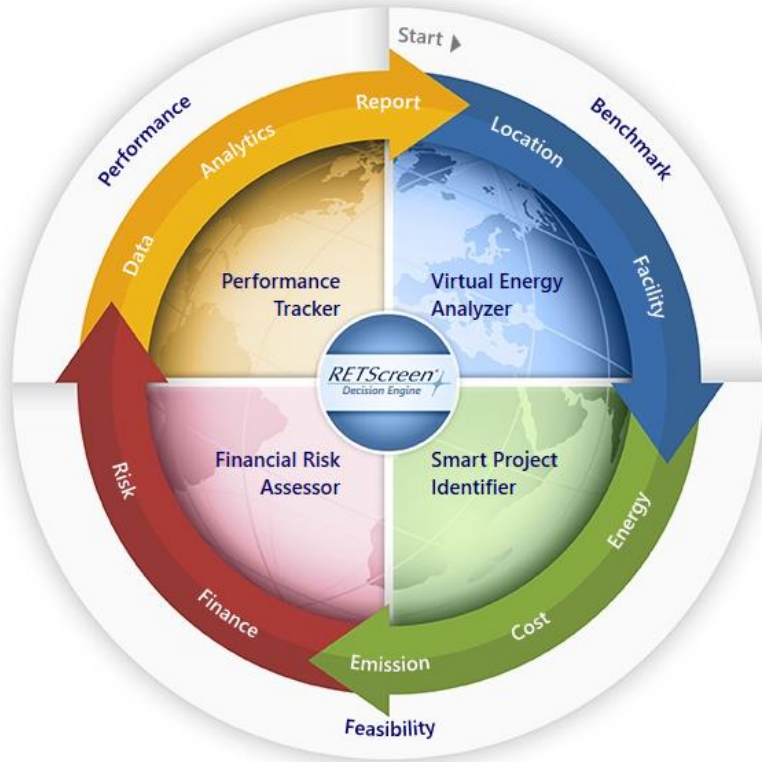 Start
Benchmark
Location
Facility
Virtual Energy
Analyzer
Smart Project
Identifier
Energy
Cost
Emission
Feasibility
Finance
Risk
Financial Risk
Assessor
Performance
Data
Analytics
Report
Performance
Tracker
RETScreen®
Decision Engine